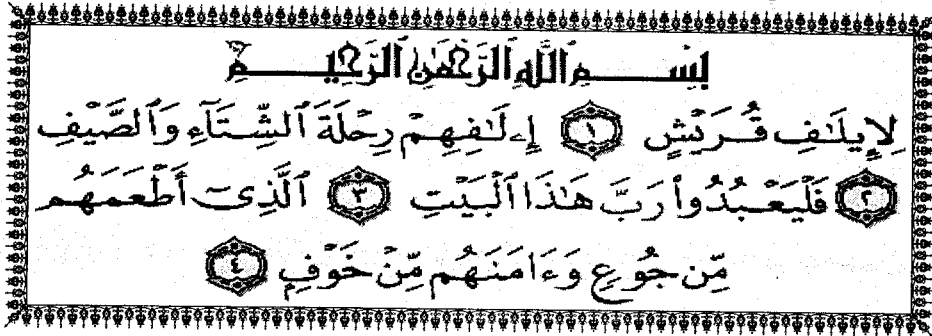 بِسْمِ ٱللَّهِ ٱلرَّحْمَٰنِ ٱلرَّحِيمِ
لِإِيلَٰفِ قُرَيْشٍ ١ إِۦلَٰفِهِمْ رِحْلَةَ ٱلشِّتَآءِ وَٱلصَّيْفِ
٢ فَلْيَعْبُدُوا۟ رَبَّ هَٰذَا ٱلْبَيْتِ ٣ ٱلَّذِىٓ أَطْعَمَهُم
مِّن جُوعٍ وَءَامَنَهُم مِّنْ خَوْفٍۭ ٤